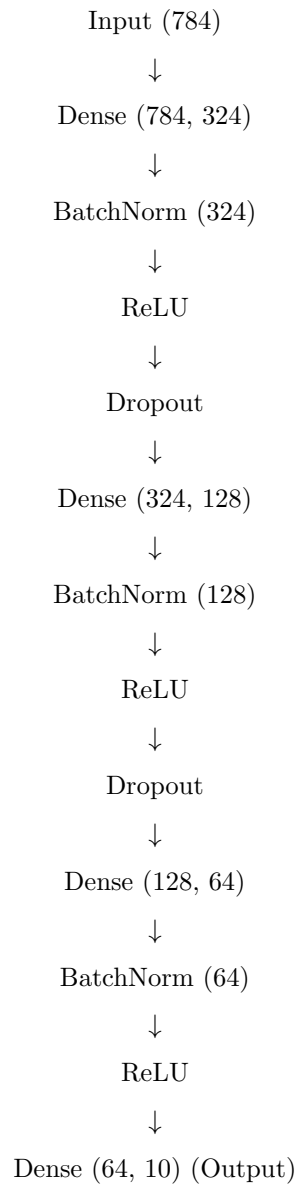 Input (784)
↓
Dense (784, 324)
↓
BatchNorm (324)
↓
ReLU
↓
Dropout
↓
Dense (324, 128)
↓
BatchNorm (128)
↓
ReLU
↓
Dropout
↓
Dense (128, 64)
↓
BatchNorm (64)
↓
ReLU
↓
Dense (64, 10) (Output)